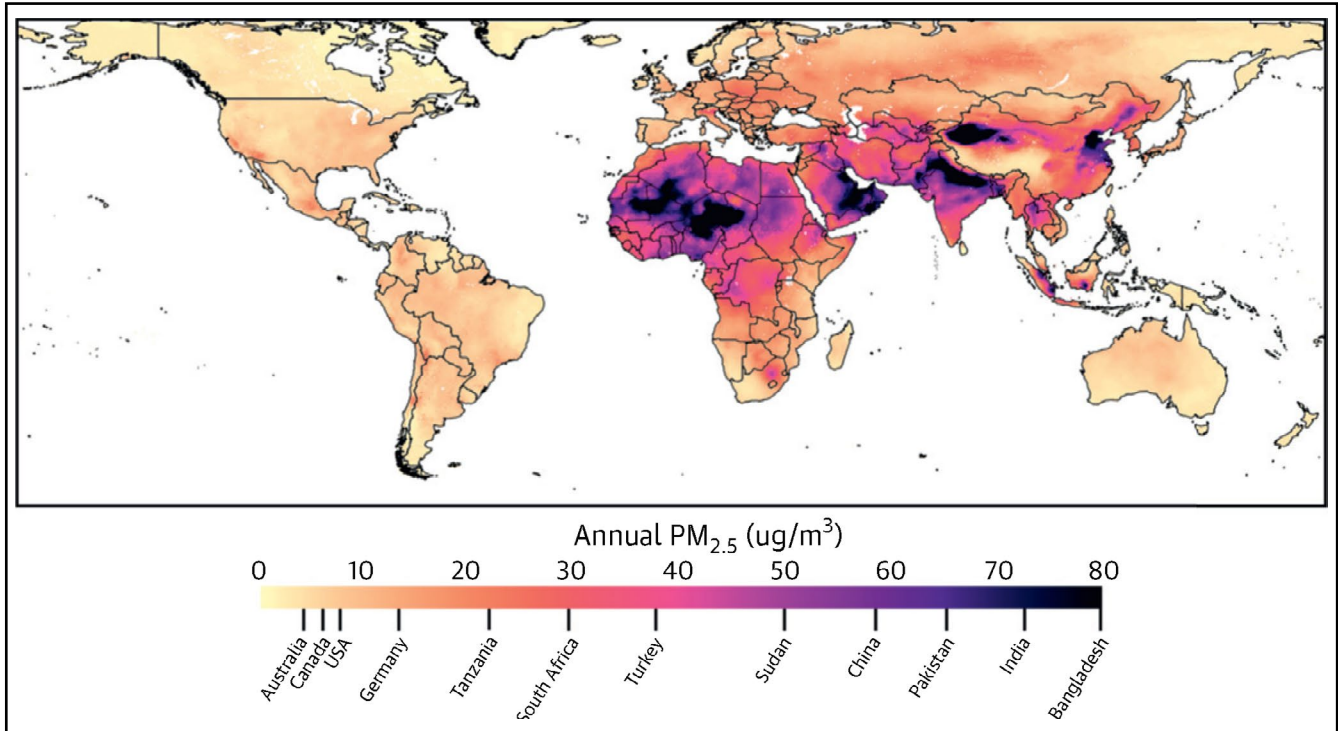 Annual PM2.5 (ug/m3)
0 10 20 30 40 50 60 70 80
Australia
Canada
USA
Germany
Tanzania
South Africa
Turkey
Sudan
China
Pakistan
India
Bangladesh